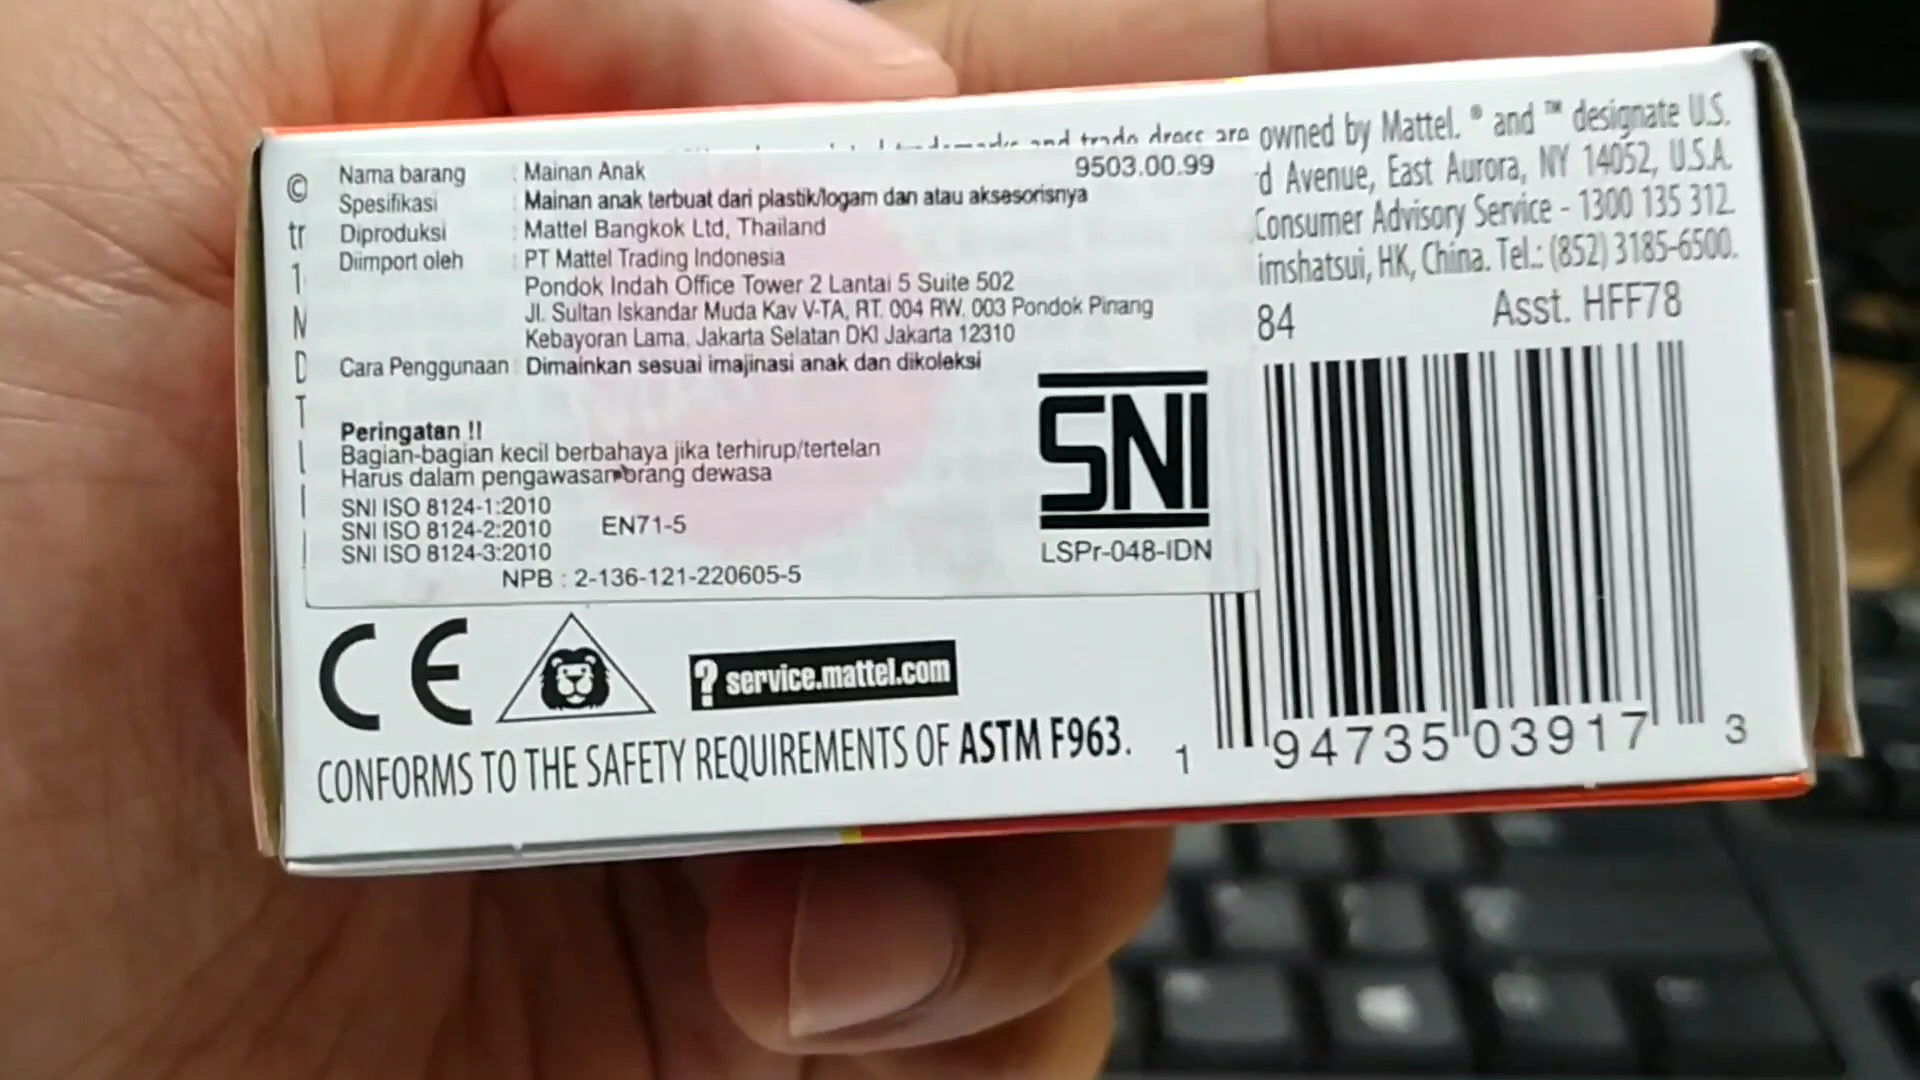 and trade dress are owned by Mattel. ® and ™ designate U.S.
d Avenue, East Aurora, NY 14052, U.S.A.
Consumer Advisory Service - 1300 135 312.
imshatsui, HK, China. Tel.: (852) 3185-6500.
84 Asst. HFF78
©
tr
1
M
D
T
Nama barang : Mainan Anak 9503.00.99
Spesifikasi : Mainan anak terbuat dari plastik/logam dan atau aksesorisnya
Diproduksi : Mattel Bangkok Ltd, Thailand
Diimport oleh : PT Mattel Trading Indonesia
Pondok Indah Office Tower 2 Lantai 5 Suite 502
Jl. Sultan Iskandar Muda Kav V-TA, RT. 004 RW. 003 Pondok Pinang
Kebayoran Lama, Jakarta Selatan DKI Jakarta 12310
Cara Penggunaan : Dimainkan sesuai imajinasi anak dan dikoleksi
Peringatan !!
Bagian-bagian kecil berbahaya jika terhirup/tertelan
Harus dalam pengawasan orang dewasa
SNI ISO 8124-1:2010
SNI ISO 8124-2:2010 EN71-5
SNI ISO 8124-3:2010
NPB : 2-136-121-220605-5
SNI
LSPr-048-IDN
CE
? service.mattel.com
CONFORMS TO THE SAFETY REQUIREMENTS OF ASTM F963.
1 94735 03917 3